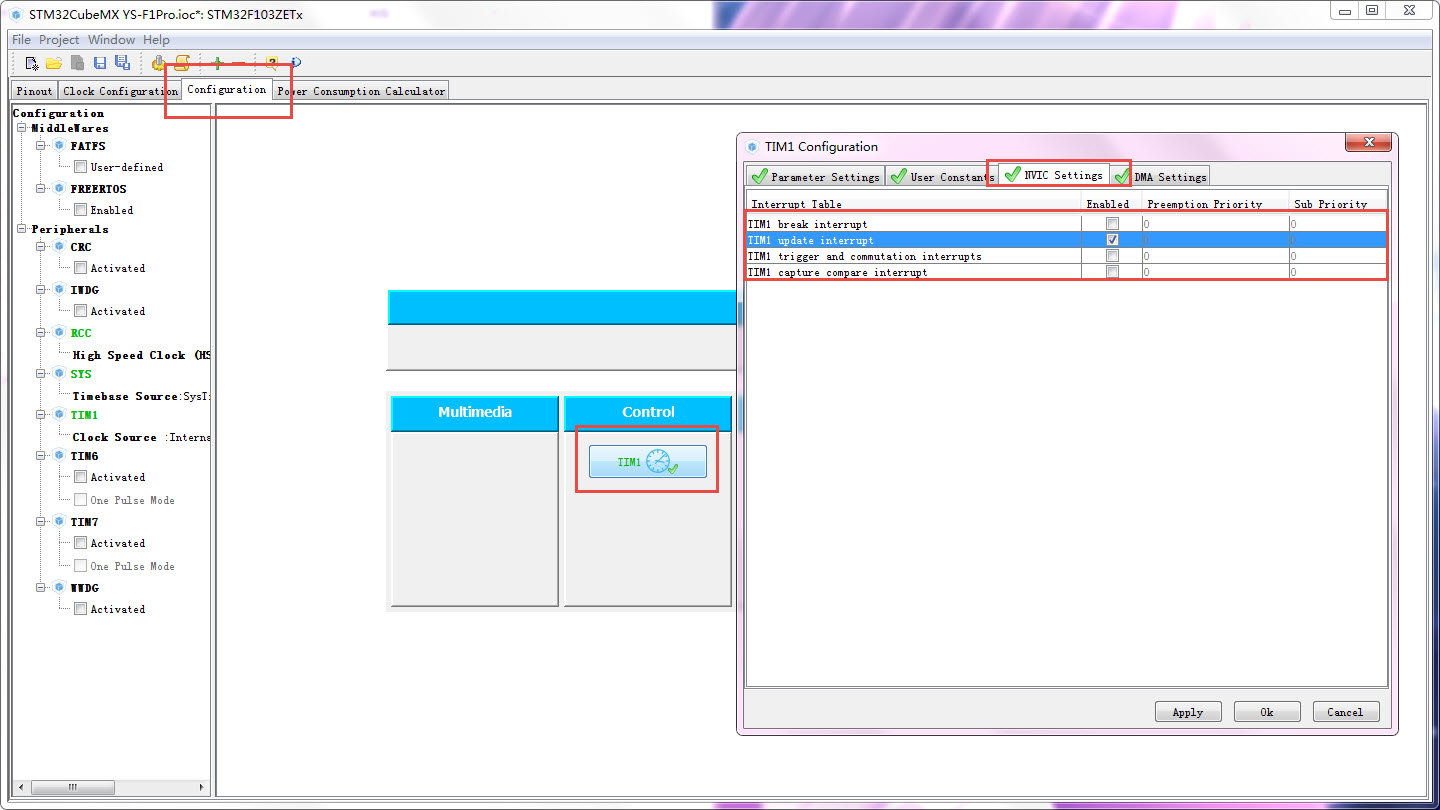 STM32CubeMX YS-F1Pro.ioc*: STM32F103ZETx
File Project Window Help
Pinout Clock Configuration Configuration Power Consumption Calculator
Configuration
MiddleWares
FATFS
User-defined
FREERTOS
Enabled
Peripherals
CRC
Activated
IWDG
Activated
RCC
High Speed Clock (HS
SYS
Timebase Source:SysTi
TIM1
Clock Source :Interna
TIM6
Activated
One Pulse Mode
TIM7
Activated
One Pulse Mode
WWDG
Activated
Multimedia
Control
TIM1
TIM1 Configuration
Parameter Settings User Constants NVIC Settings DMA Settings
Interrupt Table Enabled Preemption Priority Sub Priority
TIM1 break interrupt 0 0
TIM1 update interrupt 0 0
TIM1 trigger and commutation interrupts 0 0
TIM1 capture compare interrupt 0 0
Apply Ok Cancel